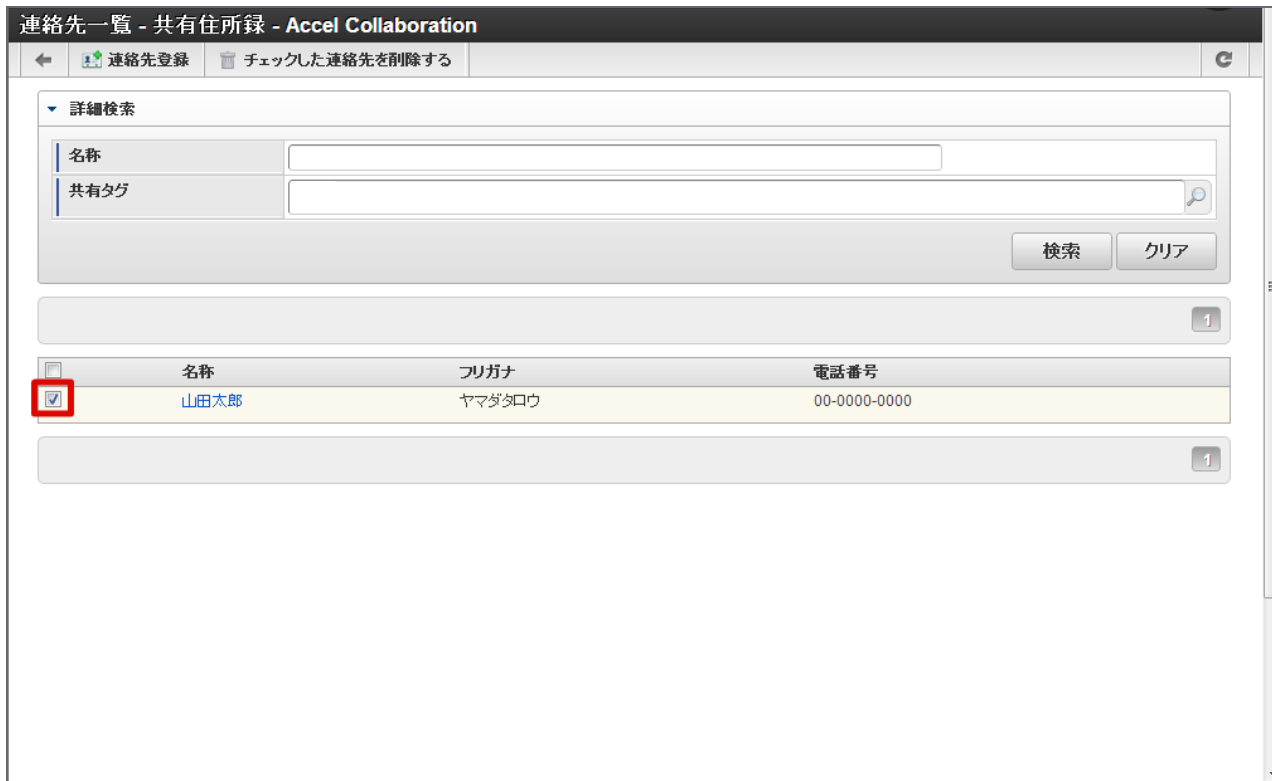 連絡先一覧 - 共有住所録 - Accel Collaboration
連絡先登録 チェックした連絡先を削除する
詳細検索
名称
共有タグ
検索 クリア
1
名称 フリガナ 電話番号
山田太郎 ヤマダタロウ 00-0000-0000
1